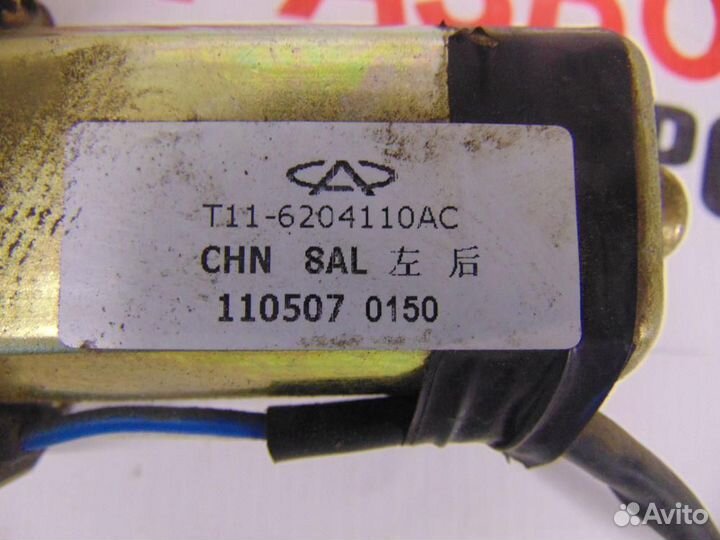 T11-6204110AC
CHN 8AL 左 后
110507 0150
Avito